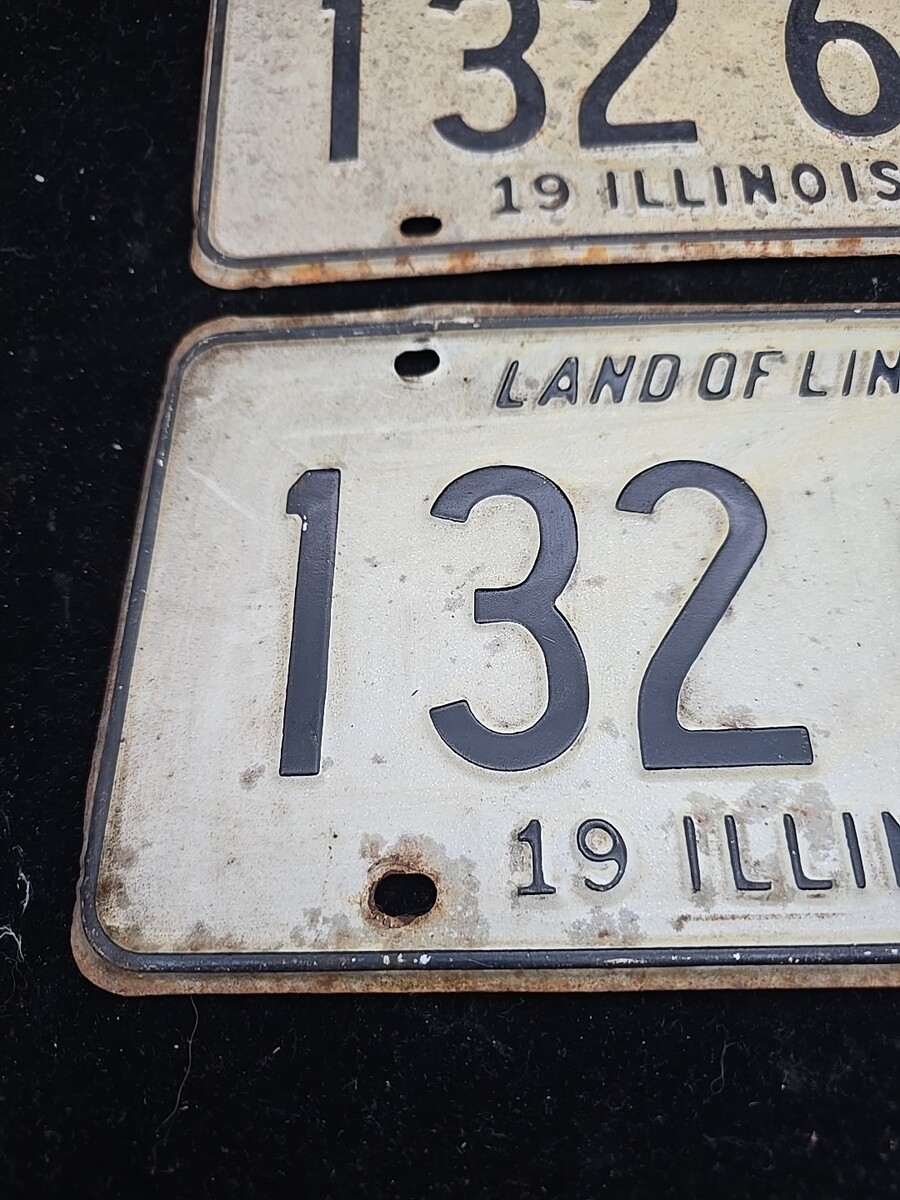 132 6
19 ILLINOIS
LAND OF LIN
132
19 ILLIN